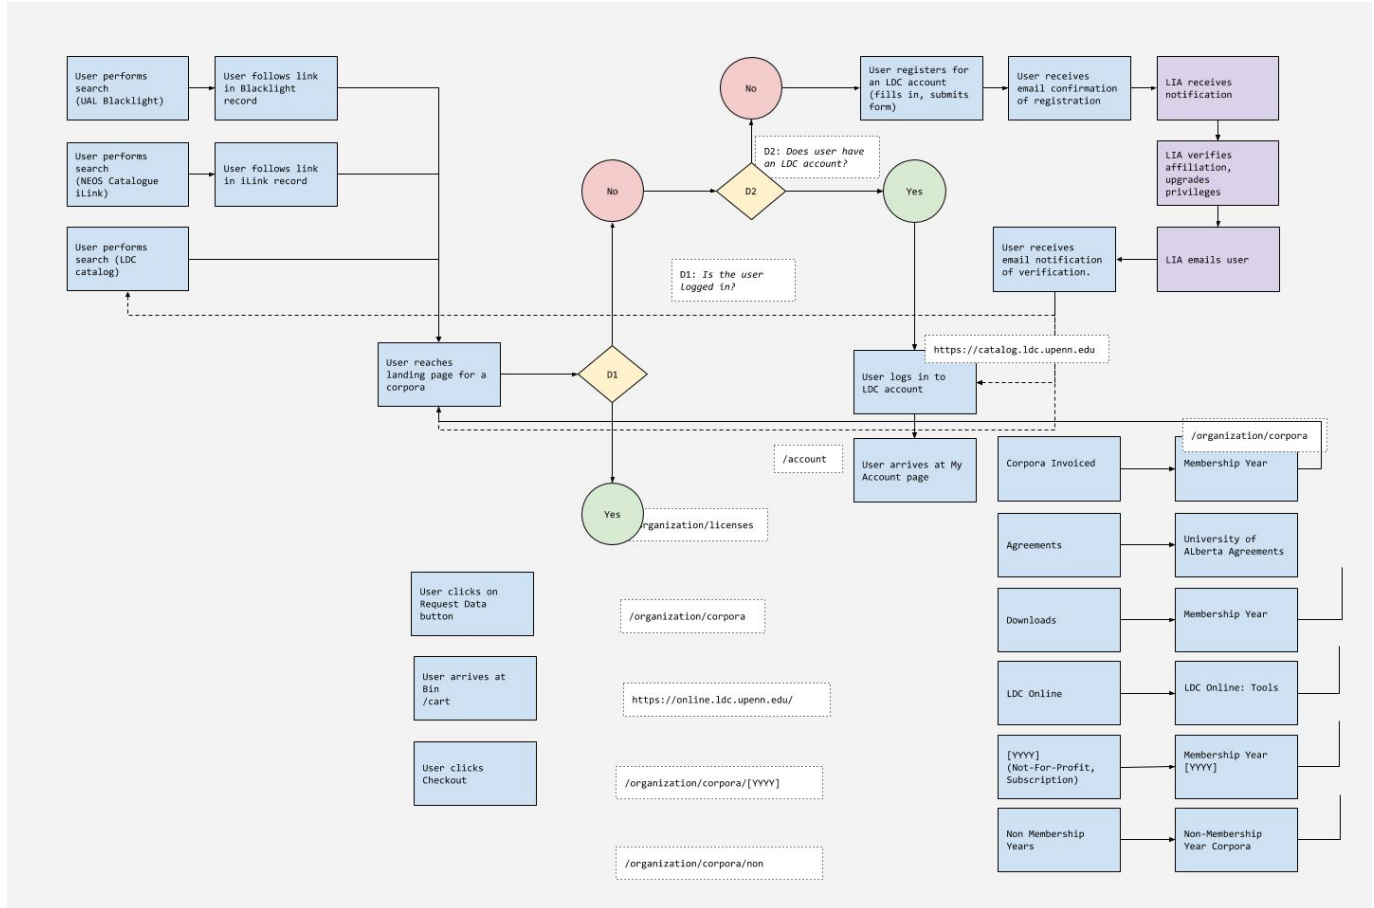 User performs
search
(UAL Blacklight)
User follows link
in Blacklight
record
No
User registers for
an LDC account
(fills in, submits
form)
User receives
email confirmation
of registration
LIA receives
notification
User performs
search
(NEOS Catalogue
iLink)
User follows link
in iLink record
No
D2: Does user have
an LDC account?
D2
Yes
LIA verifies
affiliation,
upgrades
privileges
User performs
search (LDC
catalog)
D1: Is the user
Logged in?
User receives
email notification
of verification.
LIA emails user
User reaches
landing page for a
corpora
D1
https://catalog.ldc.upenn.edu
User logs in to
LDC account
/account
User arrives at My
Account page
Corpora Invoiced
/organization/corpora
Membership Year
Yes
rganization/licenses
Agreements
University of
ALberta Agreements
User clicks on
Request Data
button
/organization/corpora
Downloads
Membership Year
User arrives at
Bin
/cart
https://online.ldc.upenn.edu/
LDC Online
LDC Online: Tools
User clicks
Checkout
/organization/corpora/[YYYY]
[YYYY]
(Not-For-Profit,
Subscription)
Membership Year
[YYYY]
/organization/corpora/non
Non Membership
Years
Non-Membership
Year Corpora